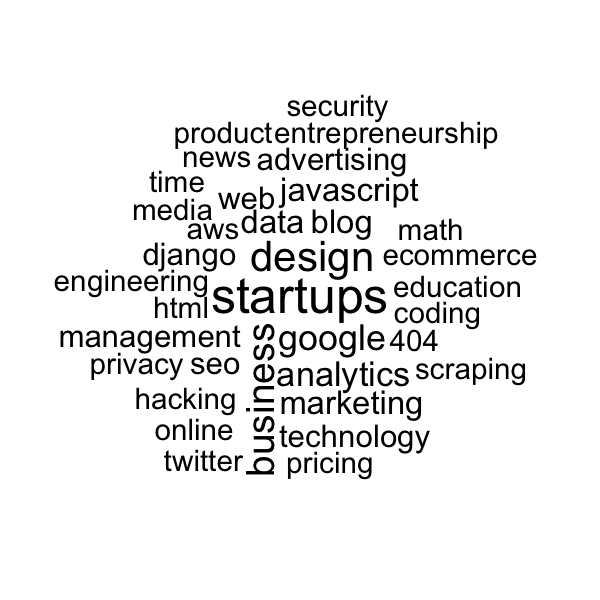 security
product entrepreneurship
news advertising
time web javascript
media aws data blog math
django design ecommerce
engineering startups education
html coding
management google 404
privacy seo analytics scraping
business
hacking marketing
online technology
twitter pricing